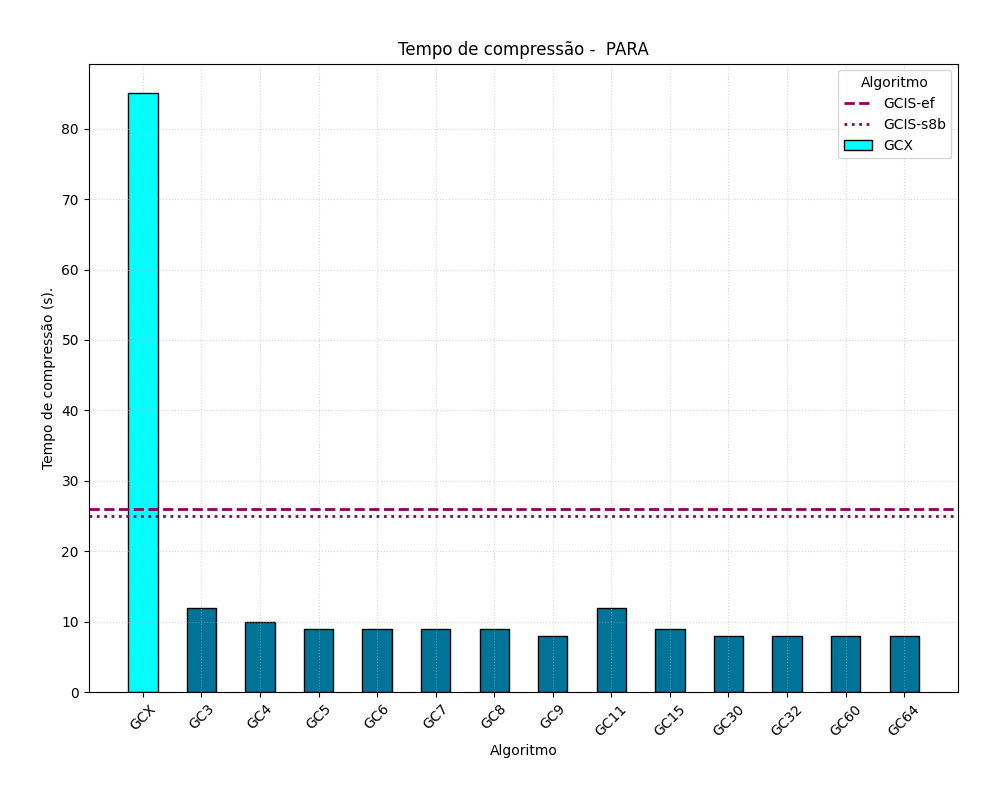 Tempo de compressão -  PARA
Algoritmo
GCIS-ef
GCIS-s8b
GCX
Tempo de compressão (s).
80
70
60
50
40
30
20
10
0
GCX GC3 GC4 GC5 GC6 GC7 GC8 GC9 GC11 GC15 GC30 GC32 GC60 GC64
Algoritmo